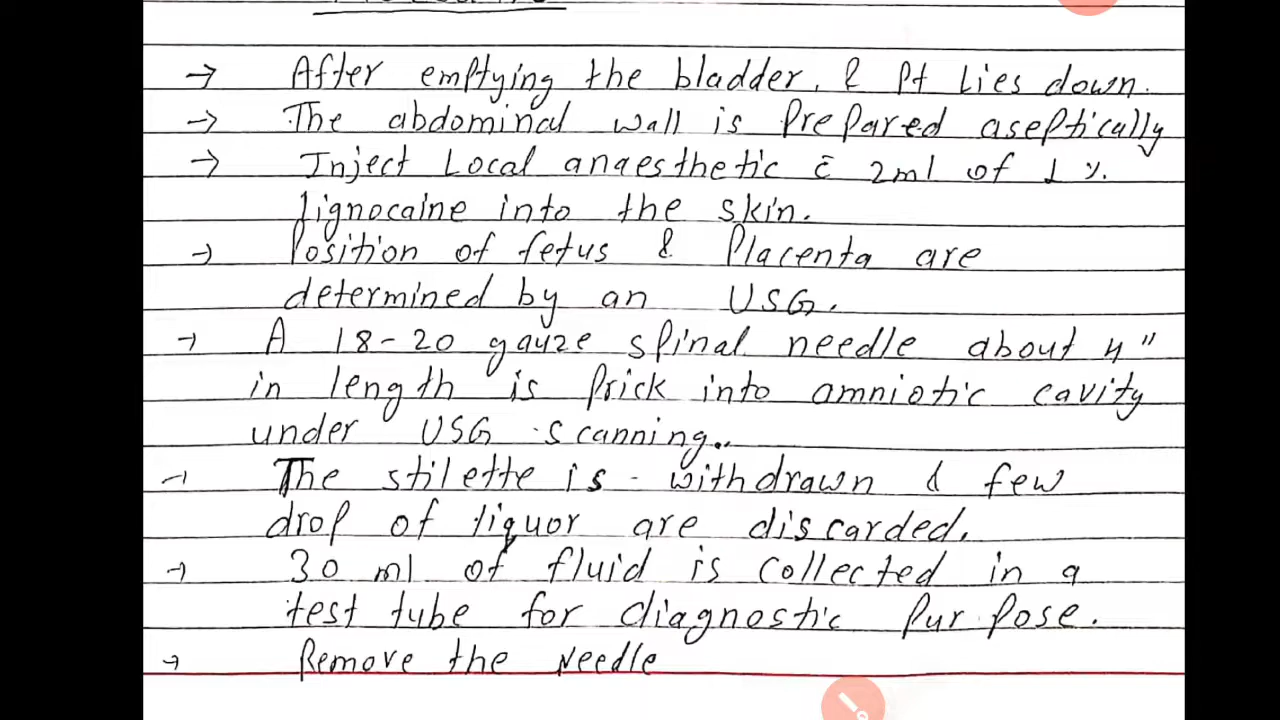 → After emptying the bladder, & Pt Lies down.
→ The abdominal wall is Prepared aseptically
→ Inject Local anaesthetic c̄ 2ml of 1 %.
lignocaine into the skin.
→ Position of fetus & Placenta are
determined by an USG.
→ A 18-20 gauze spinal needle about 4"
in length is Prick into amniotic cavity
under USG scanning..
→ The stilette is withdrawn & few
drop of liquor are discarded.
→ 30 ml of fluid is collected in a
test tube for diagnostic Purpose.
→ Remove the Needle